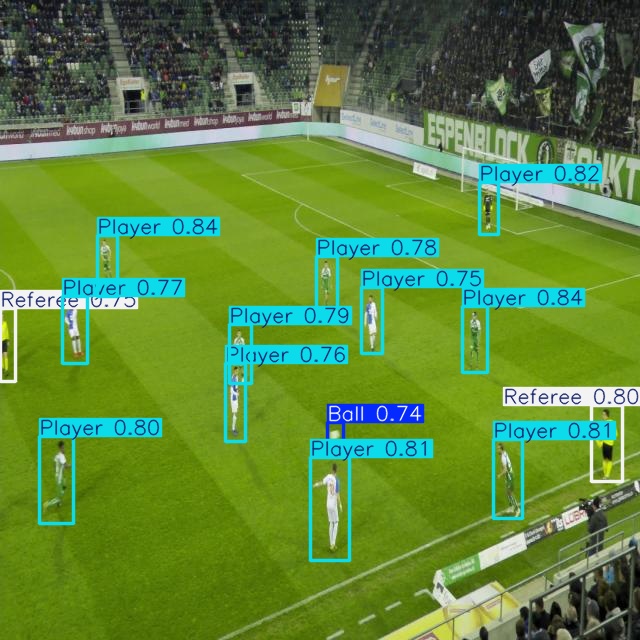 Player 0.82
ESPENBLOCK
Player 0.84
Player 0.78
Player 0.75
Player 0.77
Referee 0.75
Player 0.84
Player 0.79
Player 0.76
Referee 0.80
Ball 0.74
Player 0.80
Player 0.81
Player 0.81